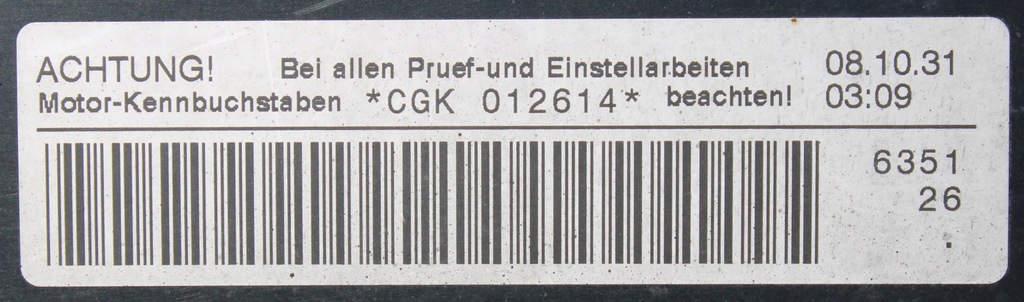 ACHTUNG! Bei allen Pruef-und Einstellarbeiten 08.10.31
Motor-Kennbuchstaben *CGK 012614* beachten! 03:09
6351
26
.